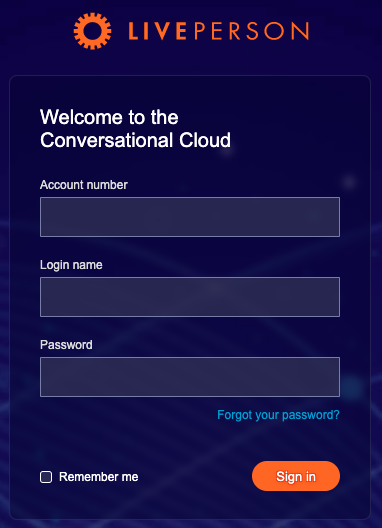 LIVEPERSON
Welcome to the
Conversational Cloud
Account number
Login name
Password
Forgot your password?
Remember me
Sign in